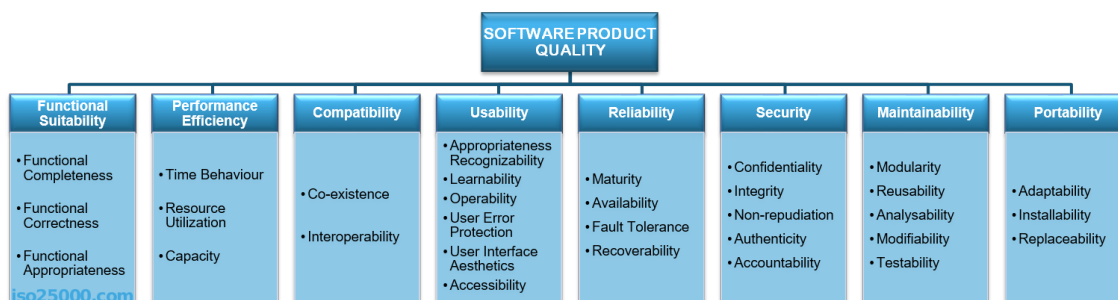 SOFTWARE PRODUCT
QUALITY
Functional
Suitability
• Functional
Completeness
• Functional
Correctness
• Functional
Appropriateness
Performance
Efficiency
• Time Behaviour
• Resource
Utilization
• Capacity
Compatibility
• Co-existence
• Interoperability
Usability
• Appropriateness
Recognizability
• Learnability
• Operability
• User Error
Protection
• User Interface
Aesthetics
• Accessibility
Reliability
• Maturity
• Availability
• Fault Tolerance
• Recoverability
Security
• Confidentiality
• Integrity
• Non-repudiation
• Authenticity
• Accountability
Maintainability
• Modularity
• Reusability
• Analysability
• Modifiability
• Testability
Portability
• Adaptability
• Installability
• Replaceability
iso25000.com